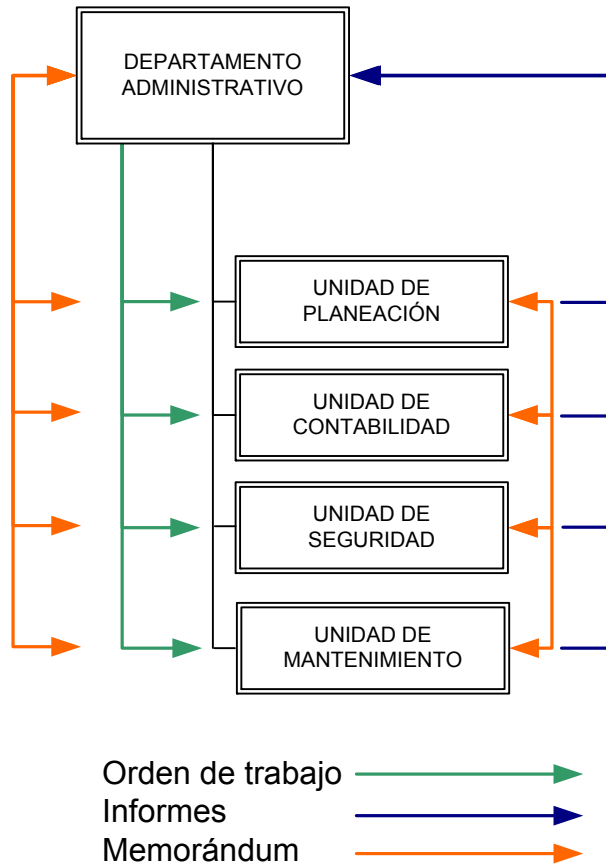 DEPARTAMENTO
ADMINISTRATIVO
UNIDAD DE
PLANEACIÓN
UNIDAD DE
CONTABILIDAD
UNIDAD DE
SEGURIDAD
UNIDAD DE
MANTENIMIENTO
Orden de trabajo
Informes
Memorándum